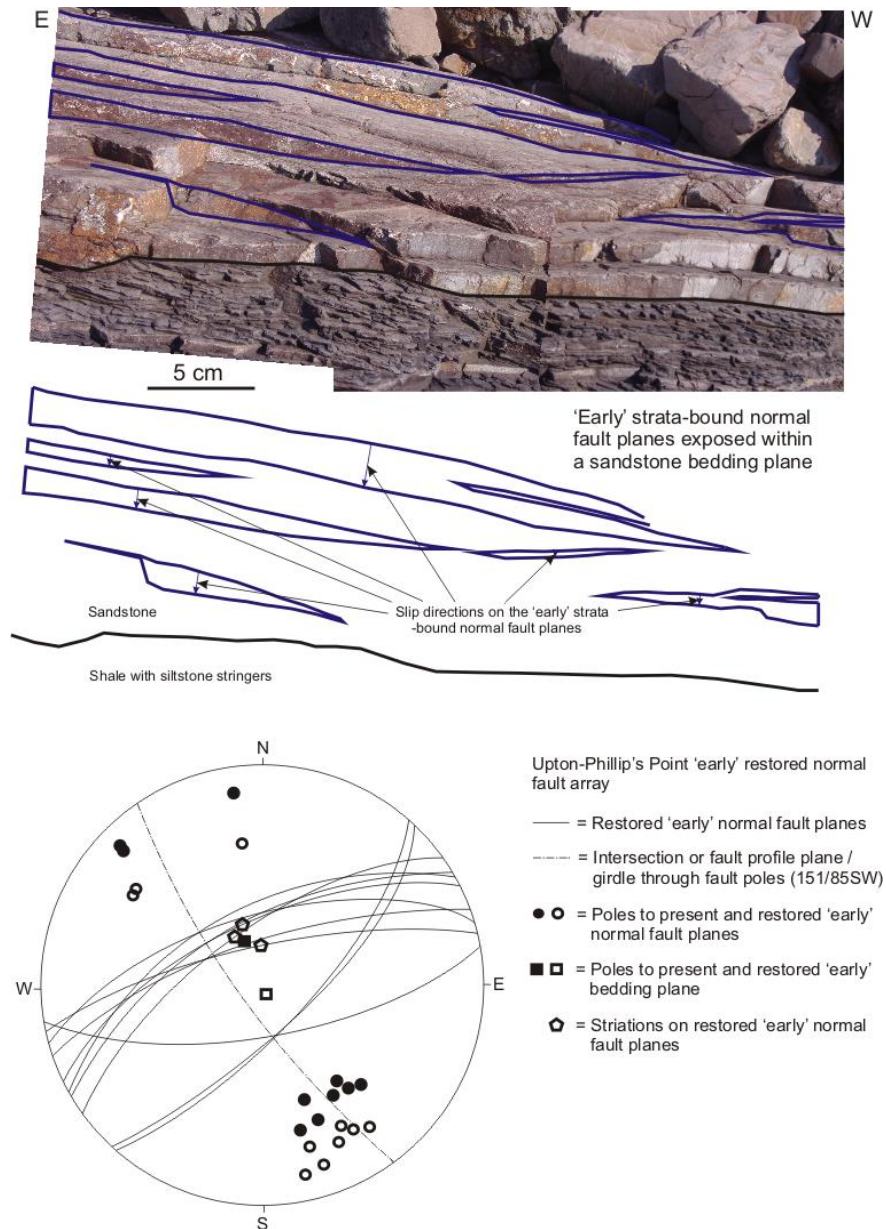 E
W
5 cm
'Early' strata-bound normal
fault planes exposed within
a sandstone bedding plane
Slip directions on the 'early' strata
-bound normal fault planes
Sandstone
Shale with siltstone stringers
N
W
E
S
Upton-Phillip's Point 'early' restored normal
fault array
= Restored 'early' normal fault planes
= Intersection or fault profile plane /
girdle through fault poles (151/85SW)
= Poles to present and restored 'early'
normal fault planes
= Poles to present and restored 'early'
bedding plane
= Striations on restored 'early' normal
fault planes